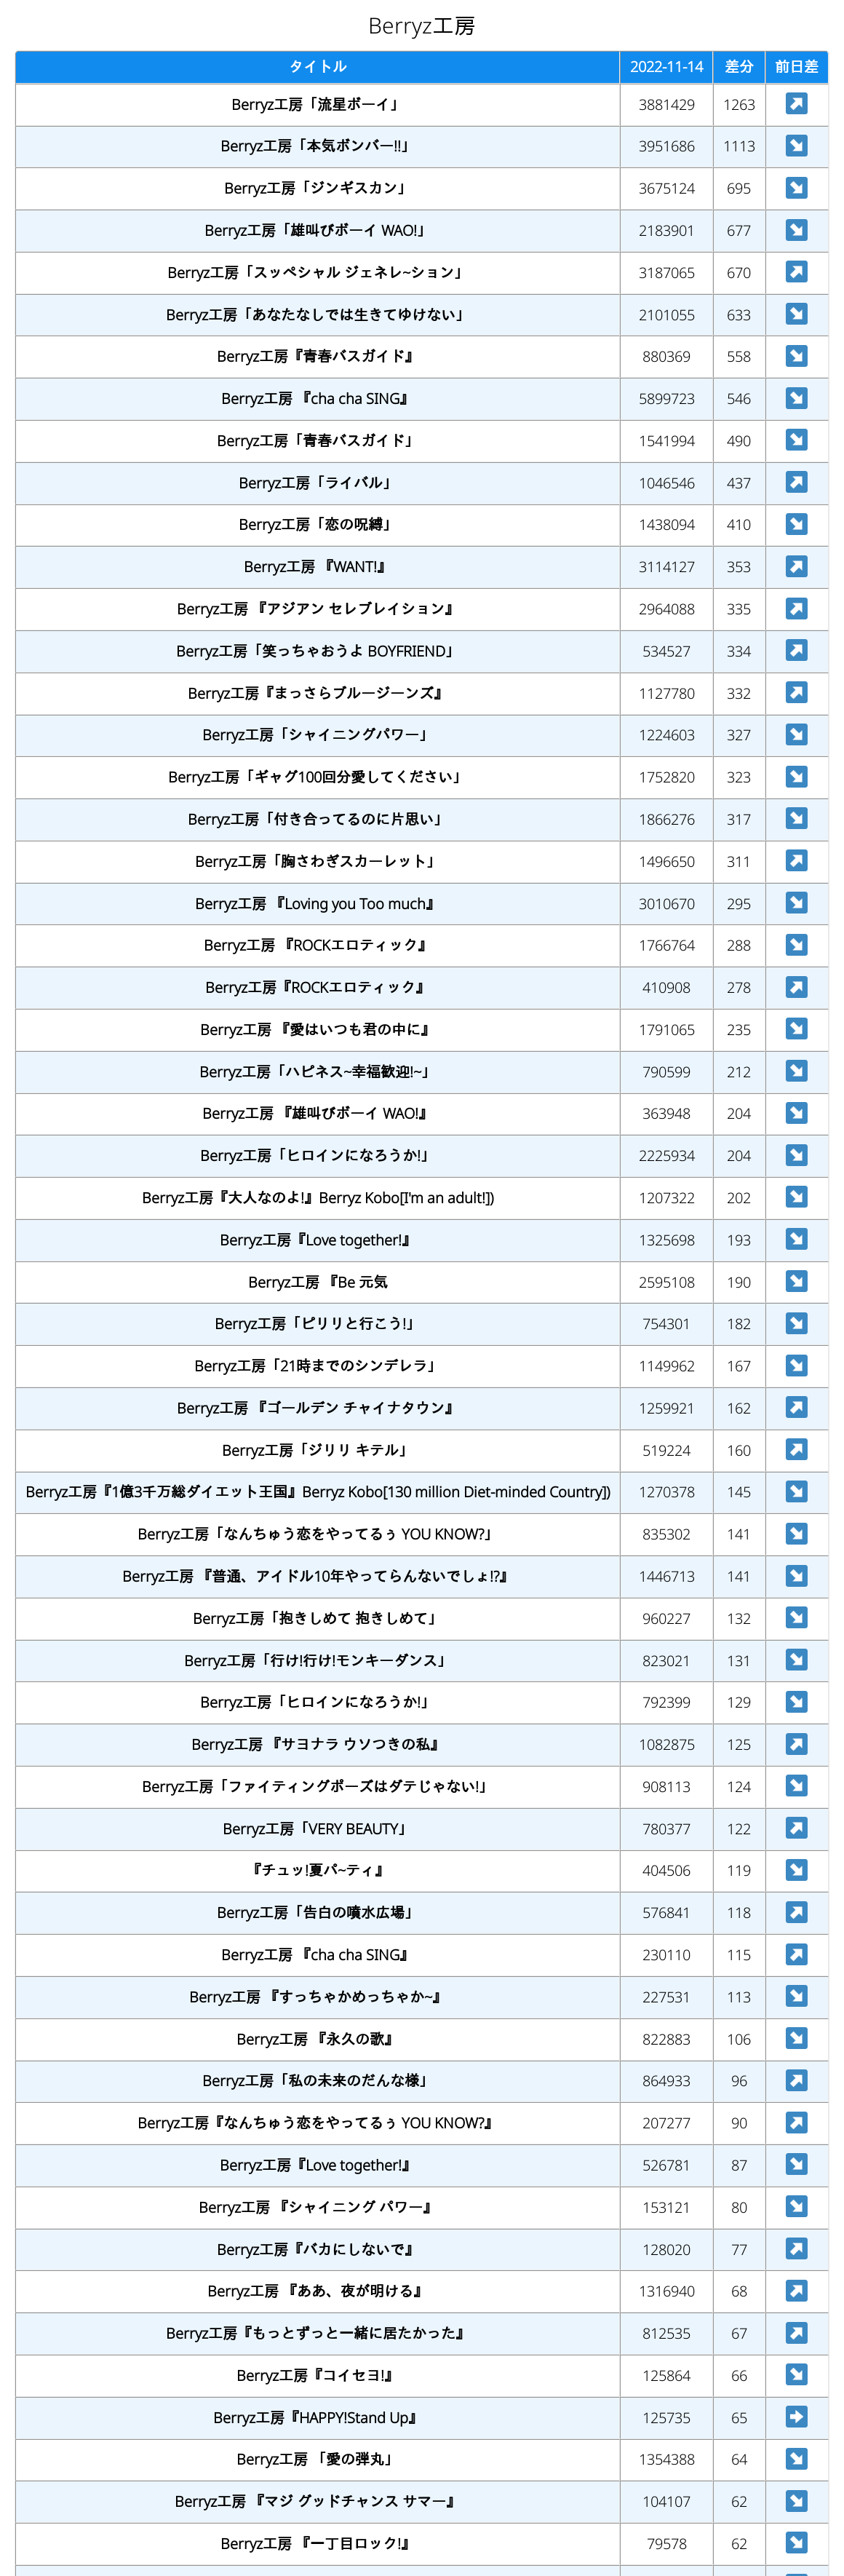 Berryz工房
タイトル 2022-11-14 差分 前日差
Berryz工房「流星ボーイ」 3881429 1263 ↗
Berryz工房「本気ボンバー!!」 3951686 1113 ↘
Berryz工房「ジンギスカン」 3675124 695 ↘
Berryz工房「雄叫びボーイ WAO!」 2183901 677 ↘
Berryz工房「スッペシャル ジェネレ~ション」 3187065 670 ↗
Berryz工房「あなたなしでは生きてゆけない」 2101055 633 ↘
Berryz工房『青春バスガイド』 880369 558 ↘
Berryz工房 『cha cha SING』 5899723 546 ↘
Berryz工房「青春バスガイド」 1541994 490 ↘
Berryz工房「ライバル」 1046546 437 ↗
Berryz工房「恋の呪縛」 1438094 410 ↘
Berryz工房 『WANT!』 3114127 353 ↗
Berryz工房 『アジアン セレブレイション』 2964088 335 ↗
Berryz工房「笑っちゃおうよ BOYFRIEND」 534527 334 ↗
Berryz工房『まっさらブルージーンズ』 1127780 332 ↗
Berryz工房「シャイニングパワー」 1224603 327 ↘
Berryz工房「ギャグ100回分愛してください」 1752820 323 ↘
Berryz工房「付き合ってるのに片思い」 1866276 317 ↘
Berryz工房「胸さわぎスカーレット」 1496650 311 ↗
Berryz工房 『Loving you Too much』 3010670 295 ↘
Berryz工房 『ROCKエロティック』 1766764 288 ↘
Berryz工房『ROCKエロティック』 410908 278 ↗
Berryz工房 『愛はいつも君の中に』 1791065 235 ↘
Berryz工房「ハピネス~幸福歓迎!~」 790599 212 ↘
Berryz工房 『雄叫びボーイ WAO!』 363948 204 ↘
Berryz工房「ヒロインになろうか!」 2225934 204 ↘
Berryz工房『大人なのよ!』Berryz Kobo[I'm an adult!]) 1207322 202 ↘
Berryz工房『Love together!』 1325698 193 ↘
Berryz工房 『Be 元気 2595108 190 ↘
Berryz工房「ピリリと行こう!」 754301 182 ↘
Berryz工房「21時までのシンデレラ」 1149962 167 ↘
Berryz工房 『ゴールデン チャイナタウン』 1259921 162 ↗
Berryz工房「ジリリ キテル」 519224 160 ↗
Berryz工房『1億3千万総ダイエット王国』Berryz Kobo[130 million Diet-minded Country]) 1270378 145 ↘
Berryz工房「なんちゅう恋をやってるぅ YOU KNOW?」 835302 141 ↘
Berryz工房 『普通、アイドル10年やってらんないでしょ!?』 1446713 141 ↘
Berryz工房「抱きしめて 抱きしめて」 960227 132 ↘
Berryz工房「行け!行け!モンキーダンス」 823021 131 ↘
Berryz工房「ヒロインになろうか!」 792399 129 ↘
Berryz工房 『サヨナラ ウソつきの私』 1082875 125 ↗
Berryz工房「ファイティングポーズはダテじゃない!」 908113 124 ↘
Berryz工房「VERY BEAUTY」 780377 122 ↗
『チュッ!夏パ~ティ』 404506 119 ↘
Berryz工房「告白の噴水広場」 576841 118 ↗
Berryz工房 『cha cha SING』 230110 115 ↗
Berryz工房 『すっちゃかめっちゃか~』 227531 113 ↘
Berryz工房 『永久の歌』 822883 106 ↘
Berryz工房「私の未来のだんな様」 864933 96 ↗
Berryz工房『なんちゅう恋をやってるぅ YOU KNOW?』 207277 90 ↗
Berryz工房『Love together!』 526781 87 ↘
Berryz工房 『シャイニング パワー』 153121 80 ↘
Berryz工房『バカにしないで』 128020 77 ↗
Berryz工房 『ああ、夜が明ける』 1316940 68 ↗
Berryz工房『もっとずっと一緒に居たかった』 812535 67 ↗
Berryz工房『コイセヨ!』 125864 66 ↘
Berryz工房『HAPPY!Stand Up』 125735 65 →
Berryz工房 「愛の弾丸」 1354388 64 ↘
Berryz工房 『マジ グッドチャンス サマー』 104107 62 ↘
Berryz工房 『一丁目ロック!』 79578 62 ↘